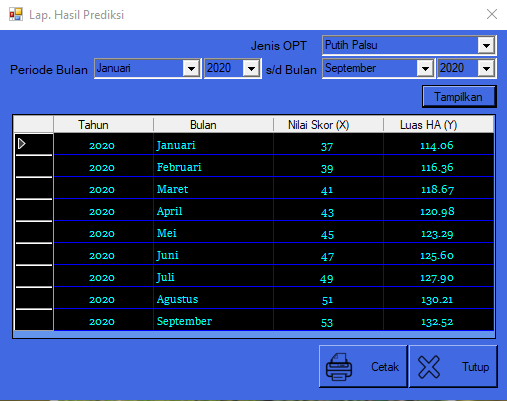 Lap. Hasil Prediksi
Jenis OPT Putih Palsu
Periode Bulan Januari 2020 s/d Bulan September 2020
Tampilkan
Tahun Bulan Nilai Skor (X) Luas HA (Y)
2020 Januari 37 114.06
2020 Februari 39 116.36
2020 Maret 41 118.67
2020 April 43 120.98
2020 Mei 45 123.29
2020 Juni 47 125.60
2020 Juli 49 127.90
2020 Agustus 51 130.21
2020 September 53 132.52
Cetak Tutup